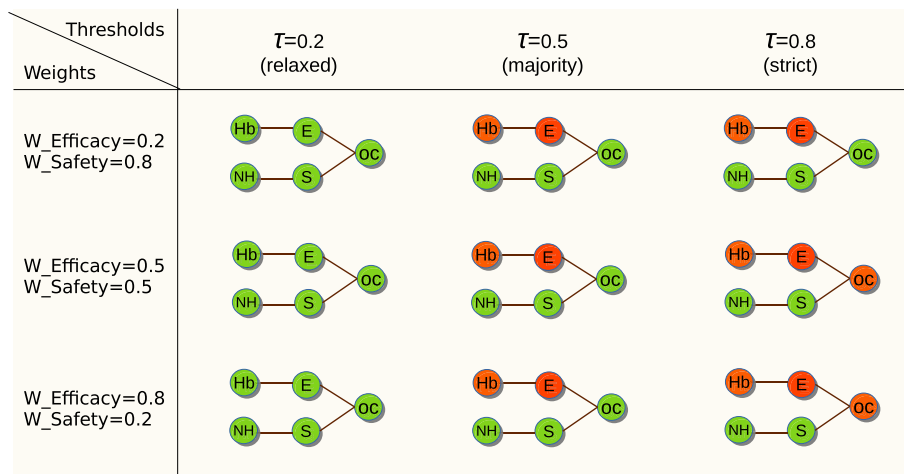 Thresholds
Weights
τ=0.2
(relaxed)
τ=0.5
(majority)
τ=0.8
(strict)
W_Efficacy=0.2
W_Safety=0.8
Hb E
oc
NH S
Hb E
oc
NH S
Hb E
oc
NH S
W_Efficacy=0.5
W_Safety=0.5
Hb E
oc
NH S
Hb E
oc
NH S
Hb E
oc
NH S
W_Efficacy=0.8
W_Safety=0.2
Hb E
oc
NH S
Hb E
oc
NH S
Hb E
oc
NH S